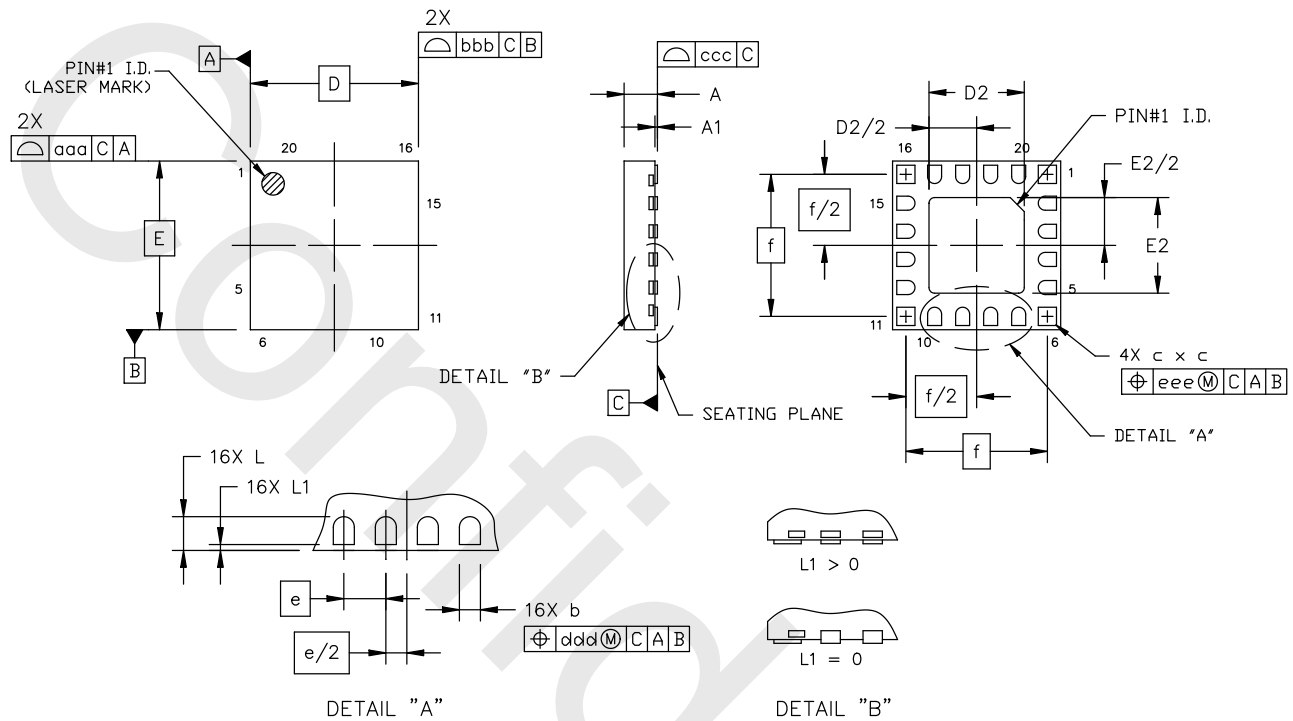 2X
bbb C B
A
PIN#1 I.D.
(LASER MARK)
D
2X
aaa C A
20
16
1
15
E
5
11
6
10
B
ccc C
A
A1
DETAIL "B"
C
SEATING PLANE
D2
D2/2
PIN#1 I.D.
16
20
1
E2/2
15
f/2
f
E2
5
11
10
6
4X c x c
eee Ⓜ C A B
f/2
DETAIL "A"
f
16X L
16X L1
e
16X b
ddd Ⓜ C A B
e/2
DETAIL "A"
L1 > 0
L1 = 0
DETAIL "B"
Confid